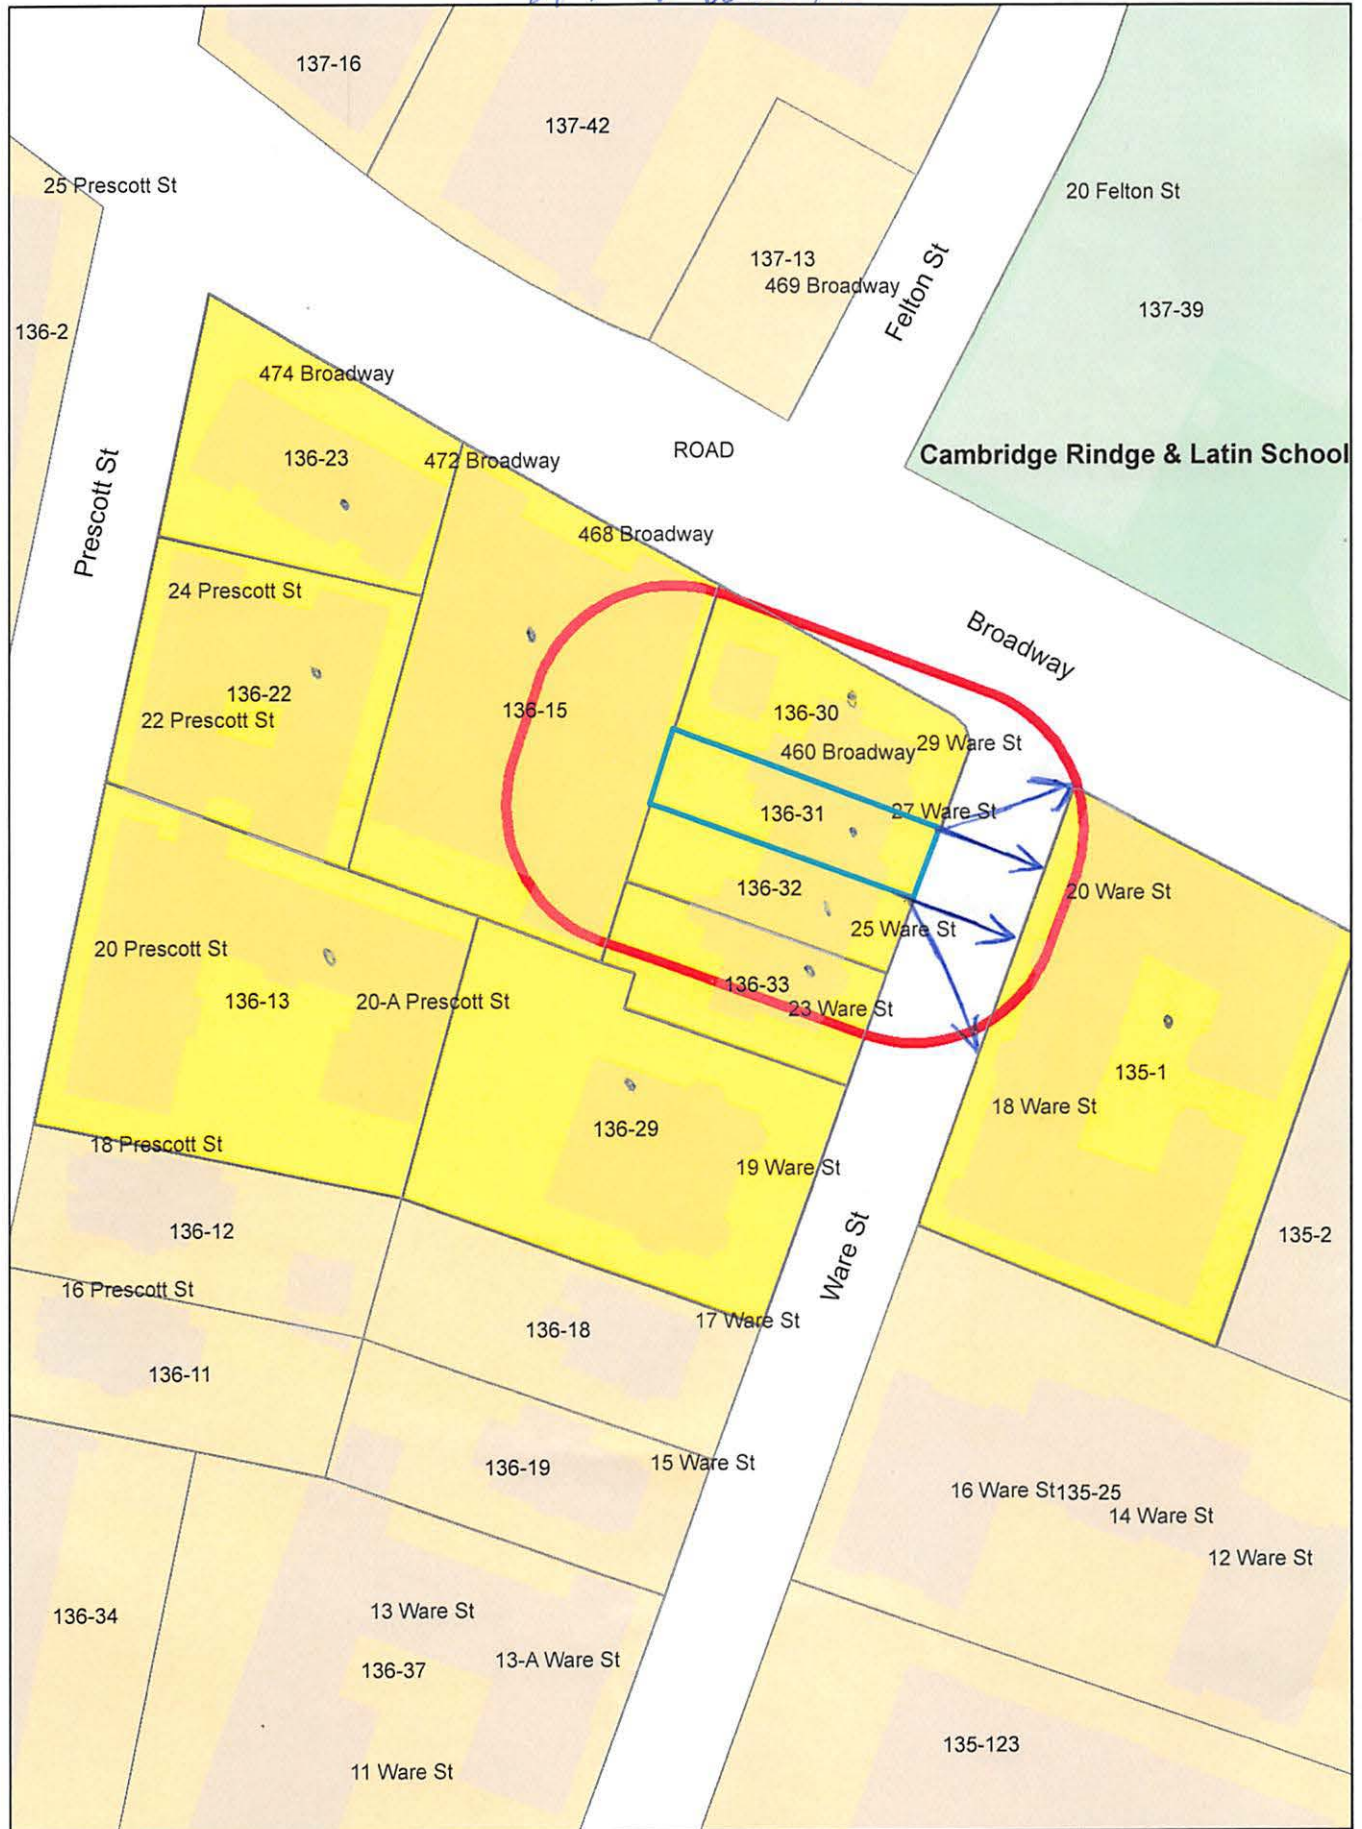 137-16
137-42
25 Prescott St
20 Felton St
137-13
469 Broadway
Felton St
137-39
136-2
474 Broadway
136-23
472 Broadway
ROAD
Cambridge Rindge & Latin School
Prescott St
468 Broadway
24 Prescott St
Broadway
136-22
22 Prescott St
136-15
136-30
460 Broadway
29 Ware St
136-31
27 Ware St
136-32
20 Ware St
25 Ware St
20 Prescott St
136-13
20-A Prescott St
136-33
23 Ware St
135-1
18 Ware St
136-29
18 Prescott St
19 Ware St
136-12
Ware St
135-2
16 Prescott St
136-18
17 Ware St
136-11
136-19
15 Ware St
16 Ware St
135-25
14 Ware St
12 Ware St
136-34
13 Ware St
136-37
13-A Ware St
135-123
11 Ware St